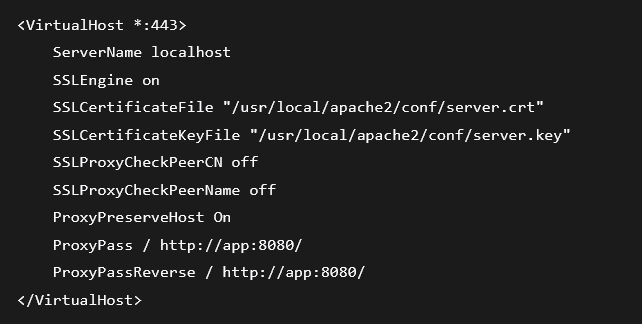 <VirtualHost *:443>
    ServerName localhost
    SSLEngine on
    SSLCertificateFile "/usr/local/apache2/conf/server.crt"
    SSLCertificateKeyFile "/usr/local/apache2/conf/server.key"
    SSLProxyCheckPeerCN off
    SSLProxyCheckPeerName off
    ProxyPreserveHost On
    ProxyPass / http://app:8080/
    ProxyPassReverse / http://app:8080/
</VirtualHost>